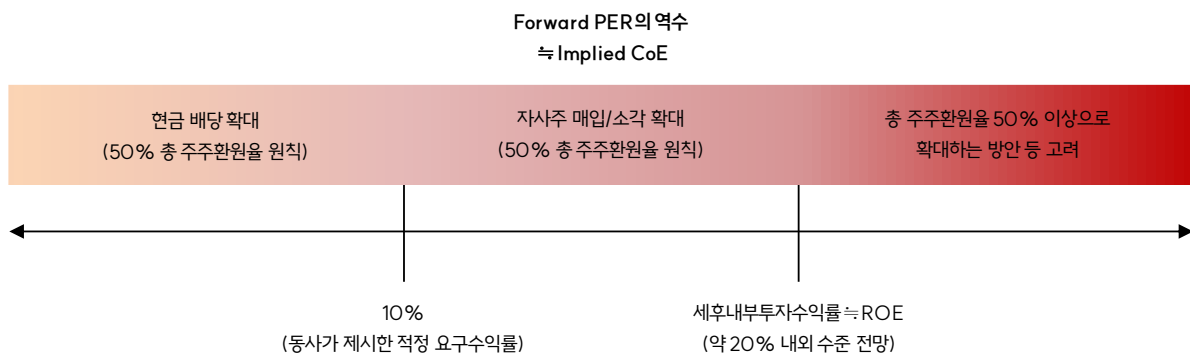 Forward PER의 역수
≒ Implied CoE
현금 배당 확대
(50% 총 주주환원율 원칙)
자사주 매입/소각 확대
(50% 총 주주환원율 원칙)
총 주주환원율 50% 이상으로
확대하는 방안 등 고려
10%
(동사가 제시한 적정 요구수익률)
세후내부투자수익률≒ROE
(약 20% 내외 수준 전망)